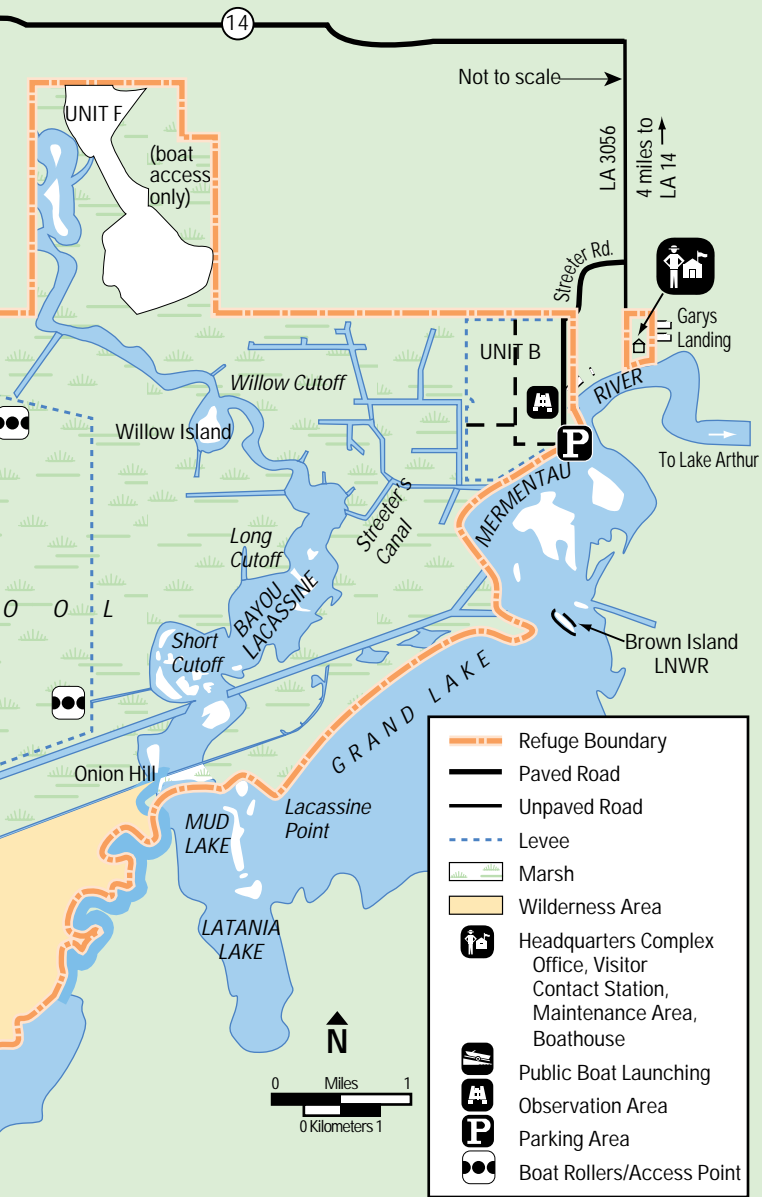 14
Not to scale
LA 3056
4 miles to
LA 14
UNIT F
(boat
access
only)
Streeter Rd.
Garys
Landing
UNIT B
RIVER
Willow Cutoff
Willow Island
P
To Lake Arthur
MERMENTAU
Streeter's
Canal
Long
Cutoff
BAYOU
LACASSINE
O O L
Short
Cutoff
Brown Island
LNWR
GRAND LAKE
Onion Hill
Lacassine
Point
MUD
LAKE
LATANIA
LAKE
N
0 Miles 1
0 Kilometers 1
Refuge Boundary
Paved Road
Unpaved Road
Levee
Marsh
Wilderness Area
Headquarters Complex
Office, Visitor
Contact Station,
Maintenance Area,
Boathouse
Public Boat Launching
Observation Area
P Parking Area
Boat Rollers/Access Point